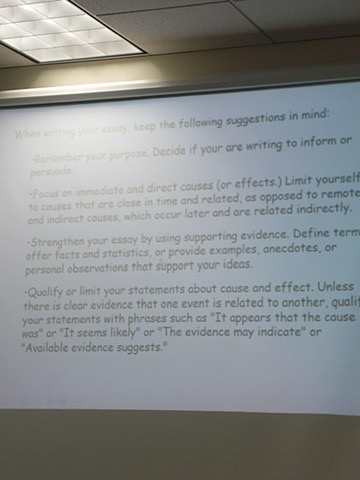 When writing your essay, keep the following suggestions in mind:
•Remember your purpose. Decide if your are writing to inform or
persuade.
•Focus on immediate and direct causes (or effects.) Limit yourself
to causes that are close in time and related, as opposed to remote
and indirect causes, which occur later and are related indirectly.
•Strengthen your essay by using supporting evidence. Define term
offer facts and statistics, or provide examples, anecdotes, or
personal observations that support your ideas.
•Qualify or limit your statements about cause and effect. Unless
there is clear evidence that one event is related to another, qualif
your statements with phrases such as "It appears that the cause
was" or "It seems likely" or "The evidence may indicate" or
"Available evidence suggests."